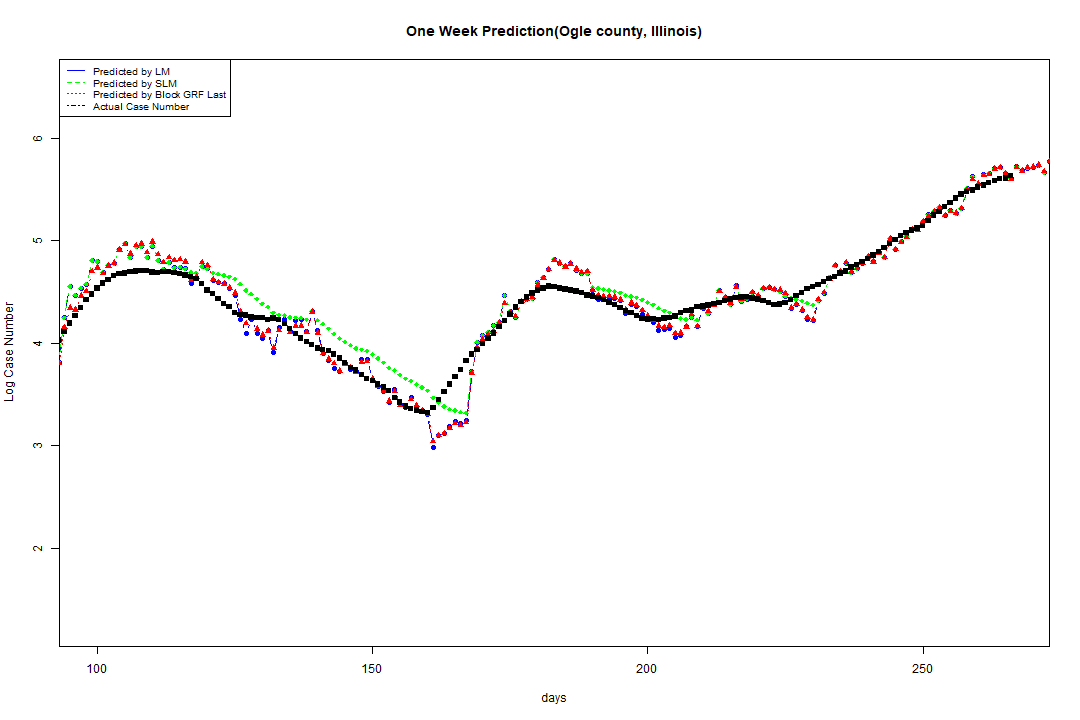 One Week Prediction(Ogle county, Illinois)
Predicted by LM
Predicted by SLM
Predicted by Block GRF Last
Actual Case Number
6
5
4
3
2
Log Case Number
100
150
200
250
days